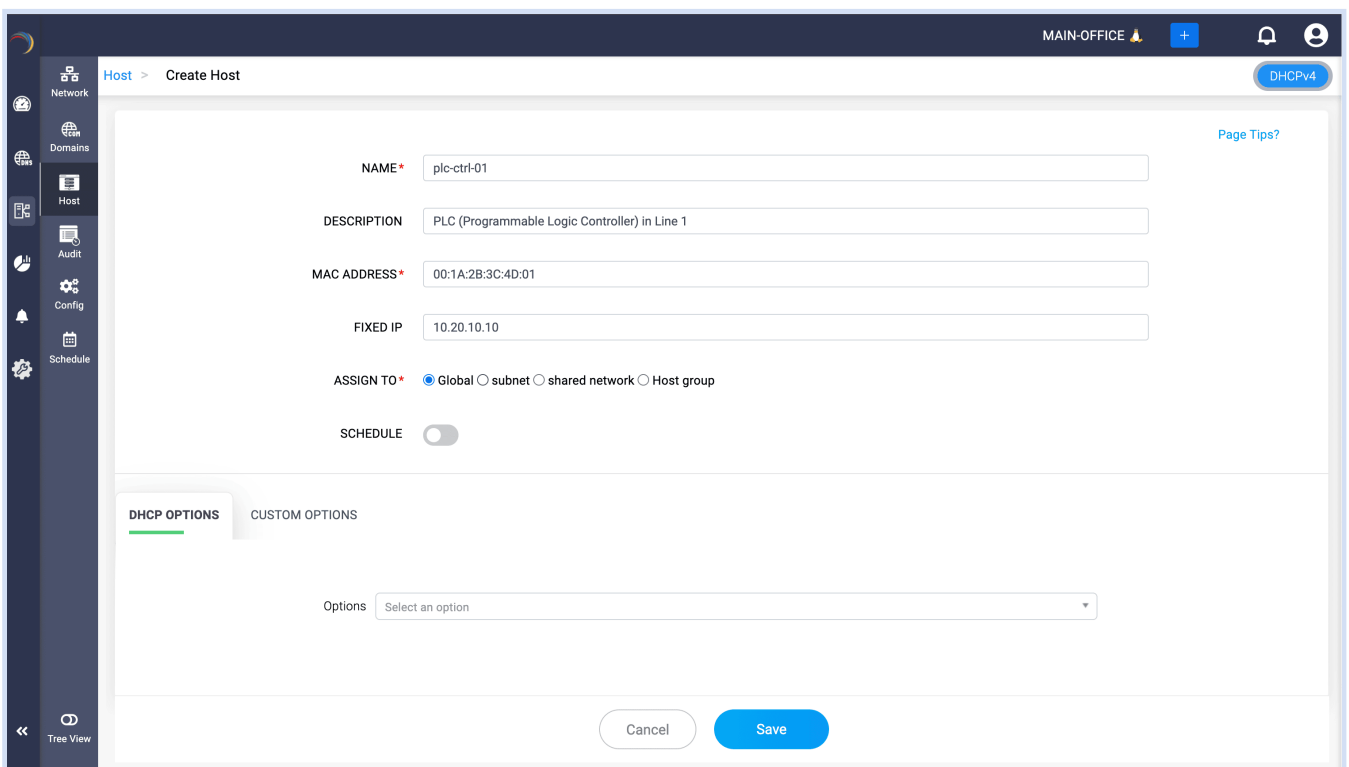 MAIN-OFFICE +
Host > Create Host DHCPv4
Network
Domains
Host
Audit
Config
Schedule
Tree View
COM
DNS
Page Tips?
NAME* plc-ctrl-01
DESCRIPTION PLC (Programmable Logic Controller) in Line 1
MAC ADDRESS* 00:1A:2B:3C:4D:01
FIXED IP 10.20.10.10
ASSIGN TO* Global subnet shared network Host group
SCHEDULE
DHCP OPTIONS CUSTOM OPTIONS
Options Select an option
Cancel Save